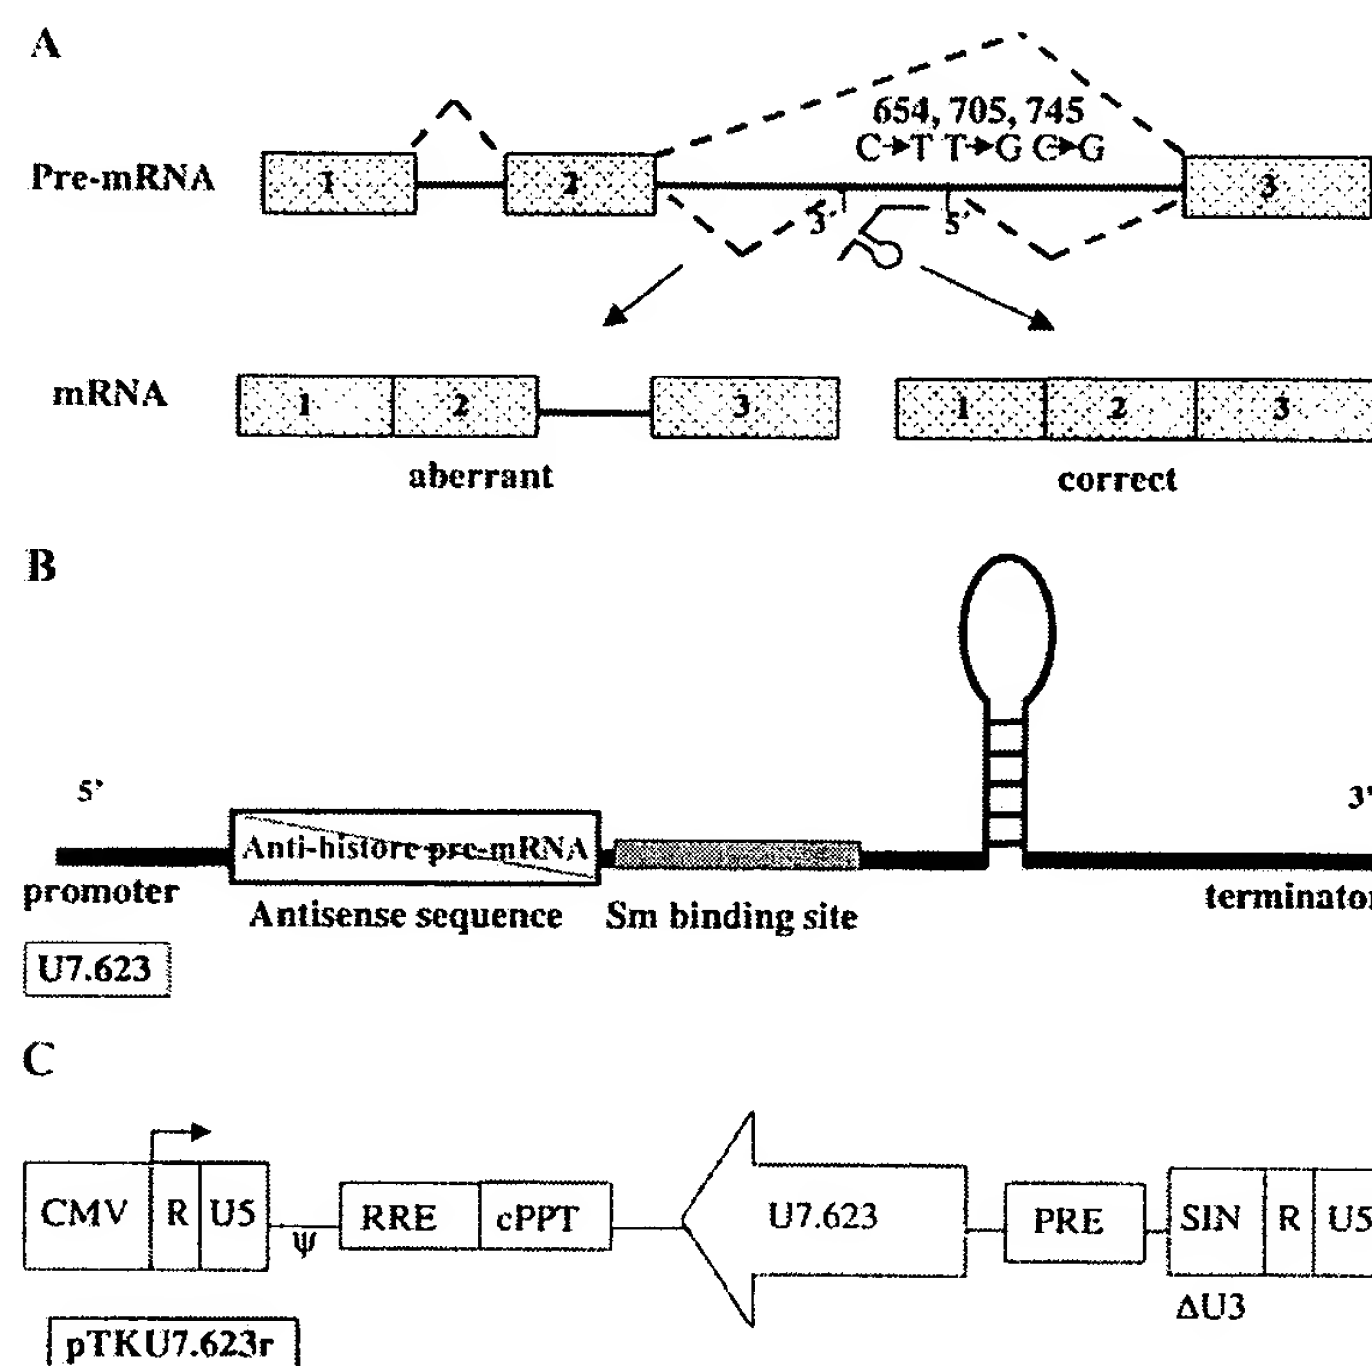 A
654, 705, 745
C→T T→G C→G
Pre-mRNA 1 2 3
3' 5'
mRNA 1 2 3 1 2 3
aberrant correct
B
5' 3'
Anti-histore pre-mRNA
promoter terminator
Antisense sequence Sm binding site
U7.623
C
CMV R U5 ψ RRE cPPT U7.623 PRE SIN R U5
ΔU3
pTKU7.623r